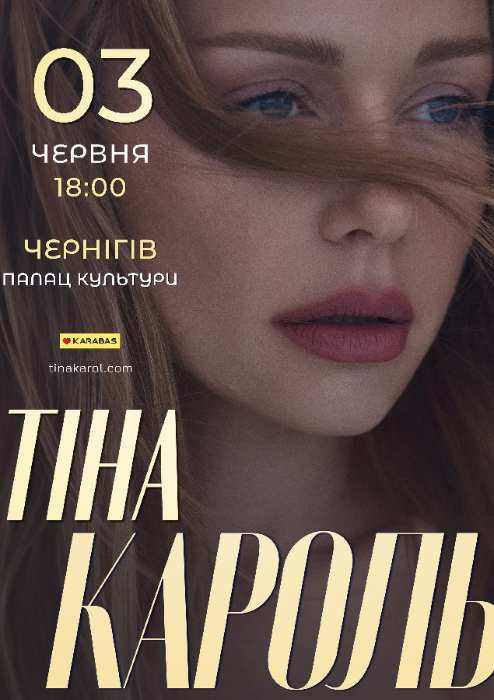 03
ЧЕРВНЯ
18:00
ЧЕРНІГІВ
ПАЛАЦ КУЛЬТУРИ
KARABAS
tinakarol.com
ТІНА
КАРОЛЬ